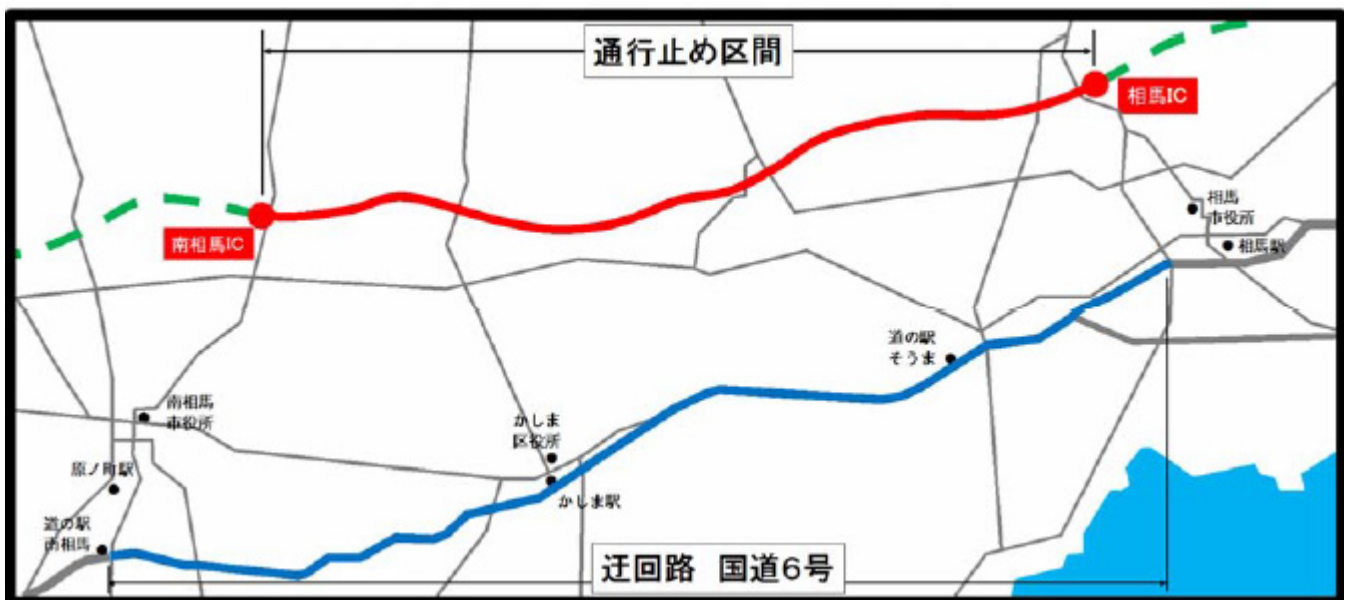 通行止め区間
相馬IC
南相馬IC
相馬
市役所
相馬駅
道の駅
そうま
南相馬
市役所
かしま
区役所
原ノ町駅
かしま駅
道の駅
南相馬
迂回路 国道6号